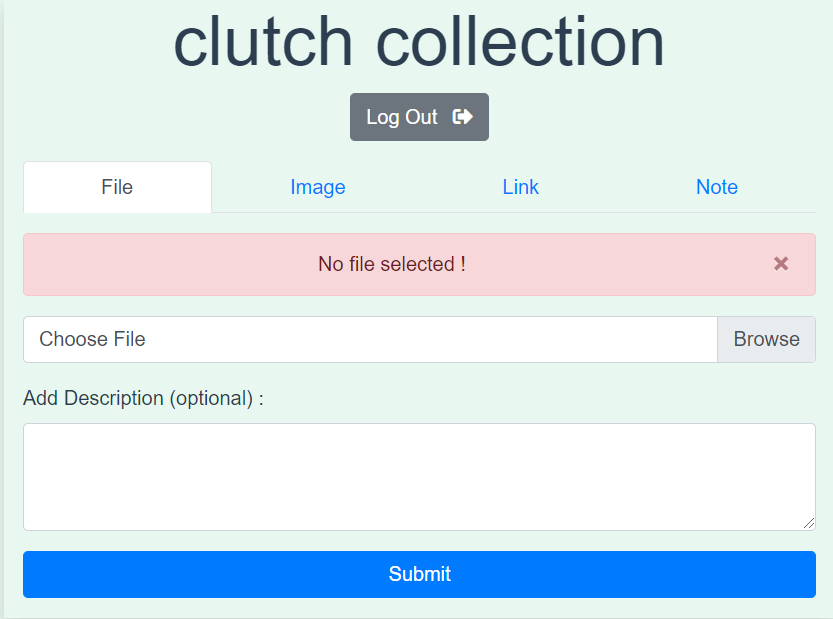 clutch collection
Log Out
File Image Link Note
No file selected !
Choose File Browse
Add Description (optional) :
Submit